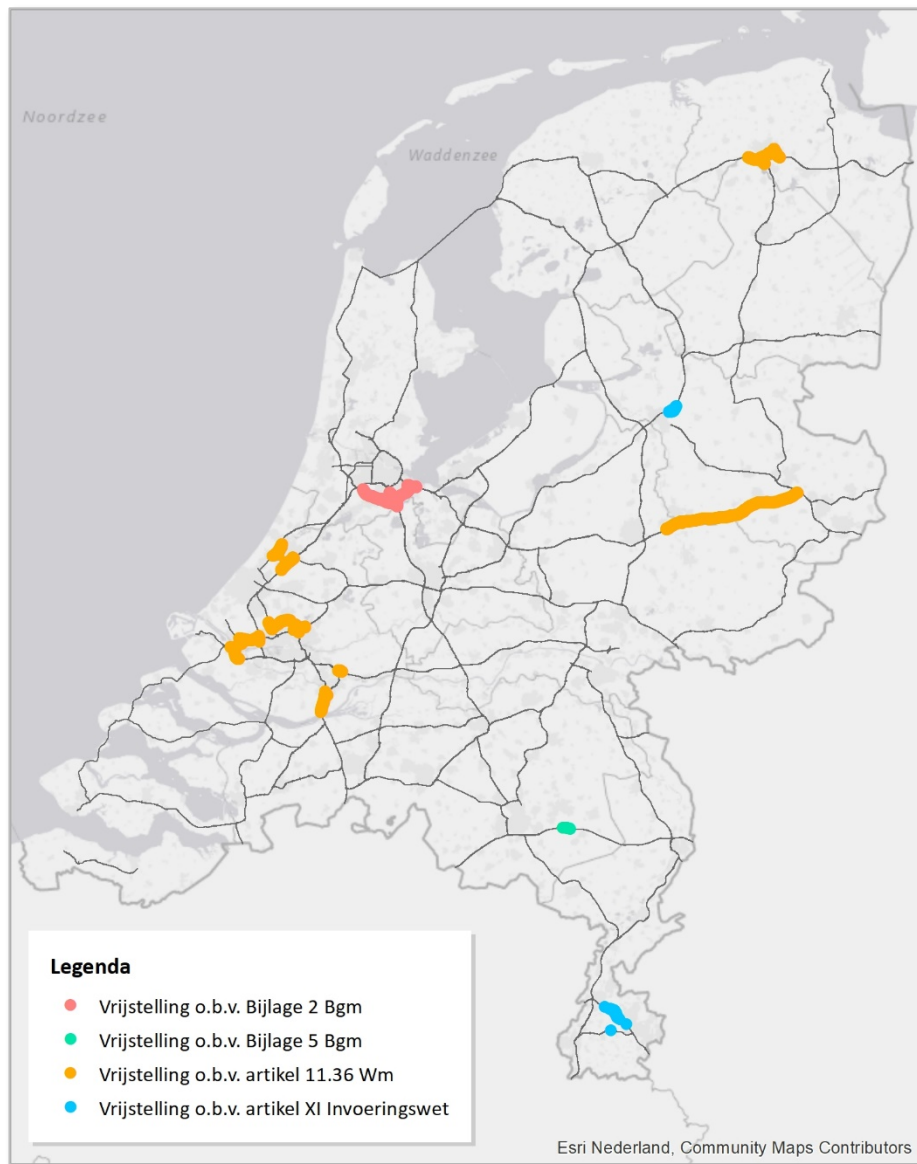 Noordzee
Waddenzee
Legenda
Vrijstelling o.b.v. Bijlage 2 Bgm
Vrijstelling o.b.v. Bijlage 5 Bgm
Vrijstelling o.b.v. artikel 11.36 Wm
Vrijstelling o.b.v. artikel XI Invoeringswet
Esri Nederland, Community Maps Contributors